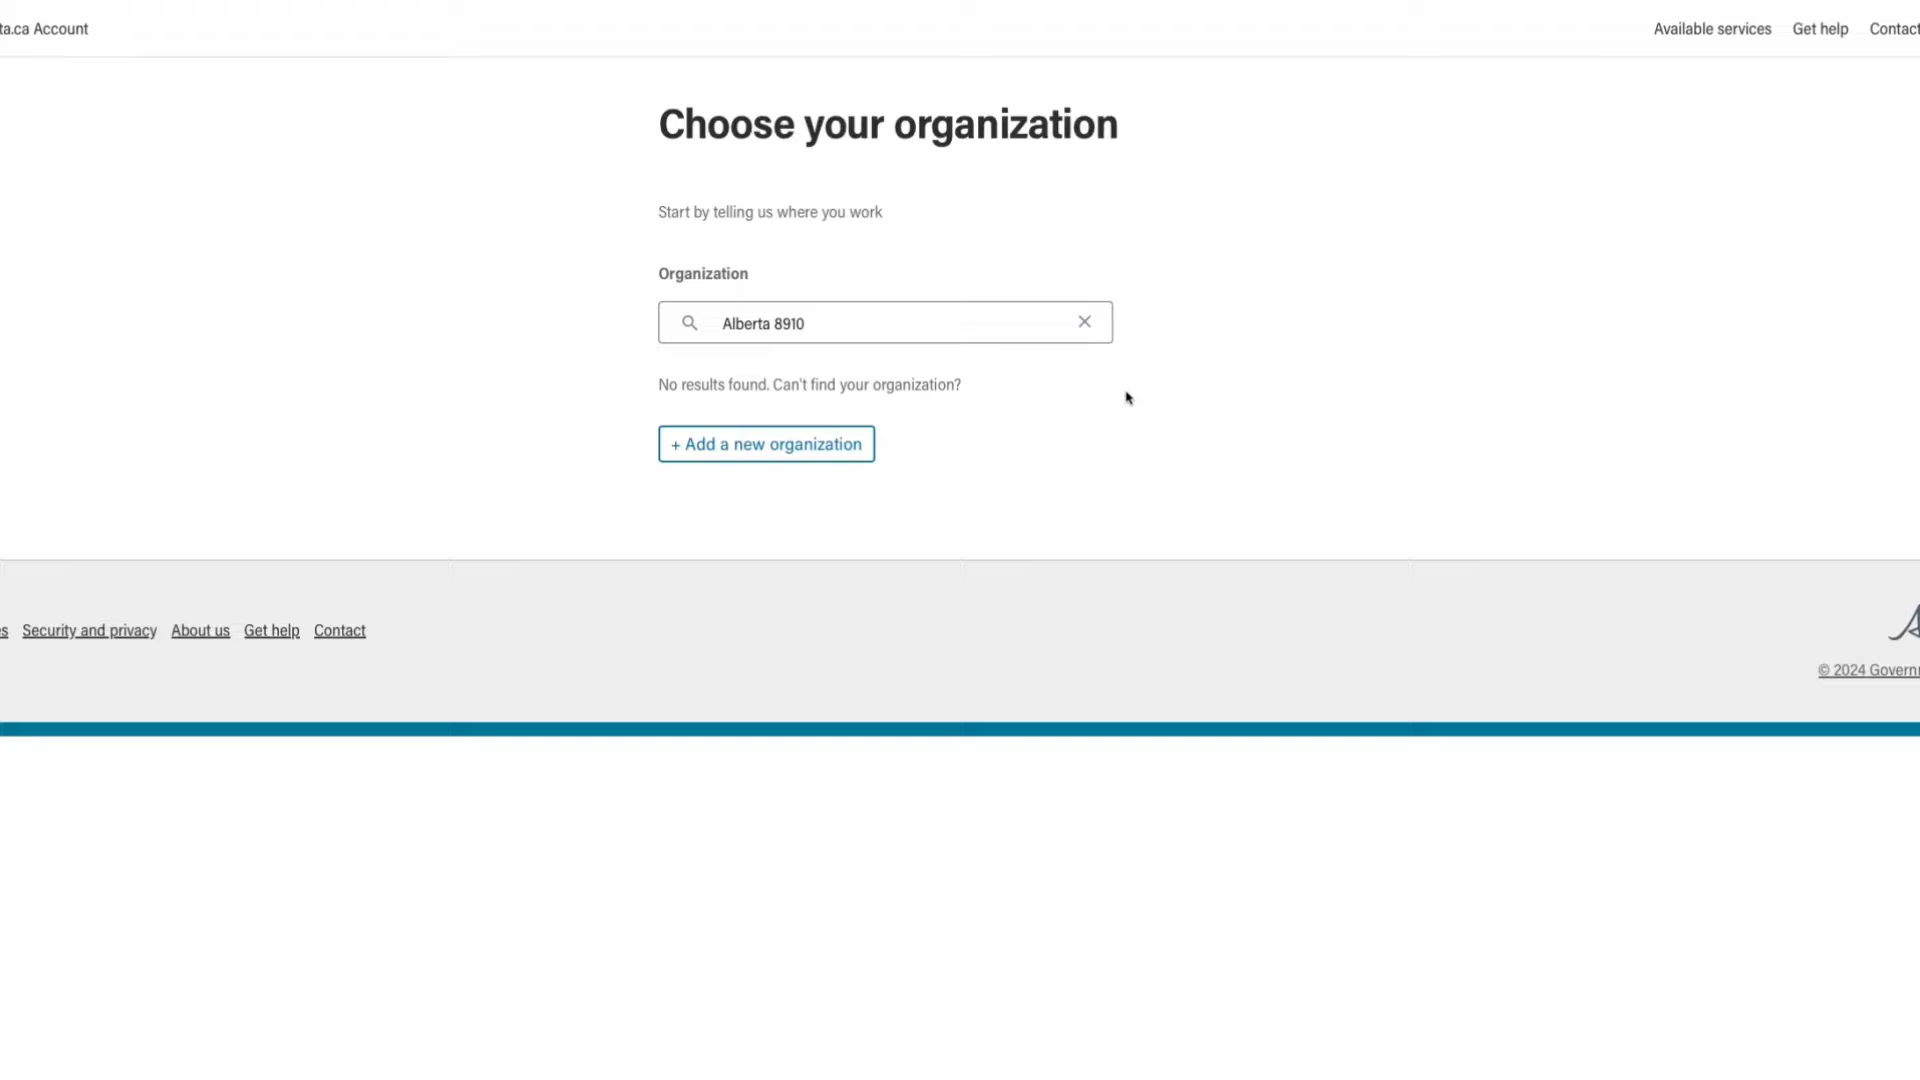 ta.ca Account
Available services Get help Contact
Choose your organization
Start by telling us where you work
Organization
Alberta 8910
No results found. Can't find your organization?
+ Add a new organization
s Security and privacy About us Get help Contact
© 2024 Govern